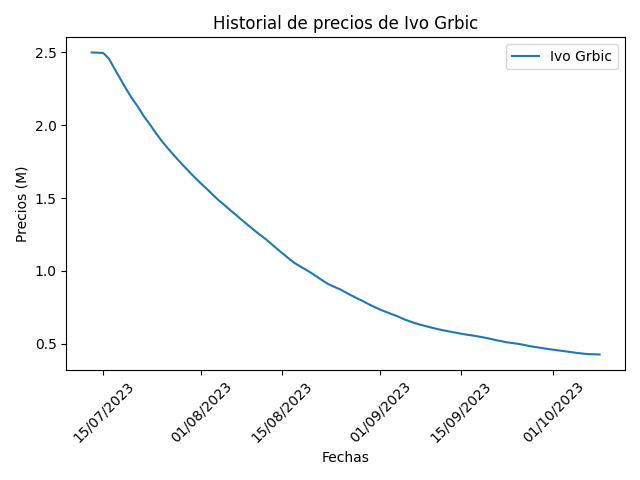 Historial de precios de Ivo Grbic
Ivo Grbic
2.5
2.0
1.5
1.0
0.5
Precios (M)
15/07/2023
01/08/2023
15/08/2023
01/09/2023
15/09/2023
01/10/2023
Fechas